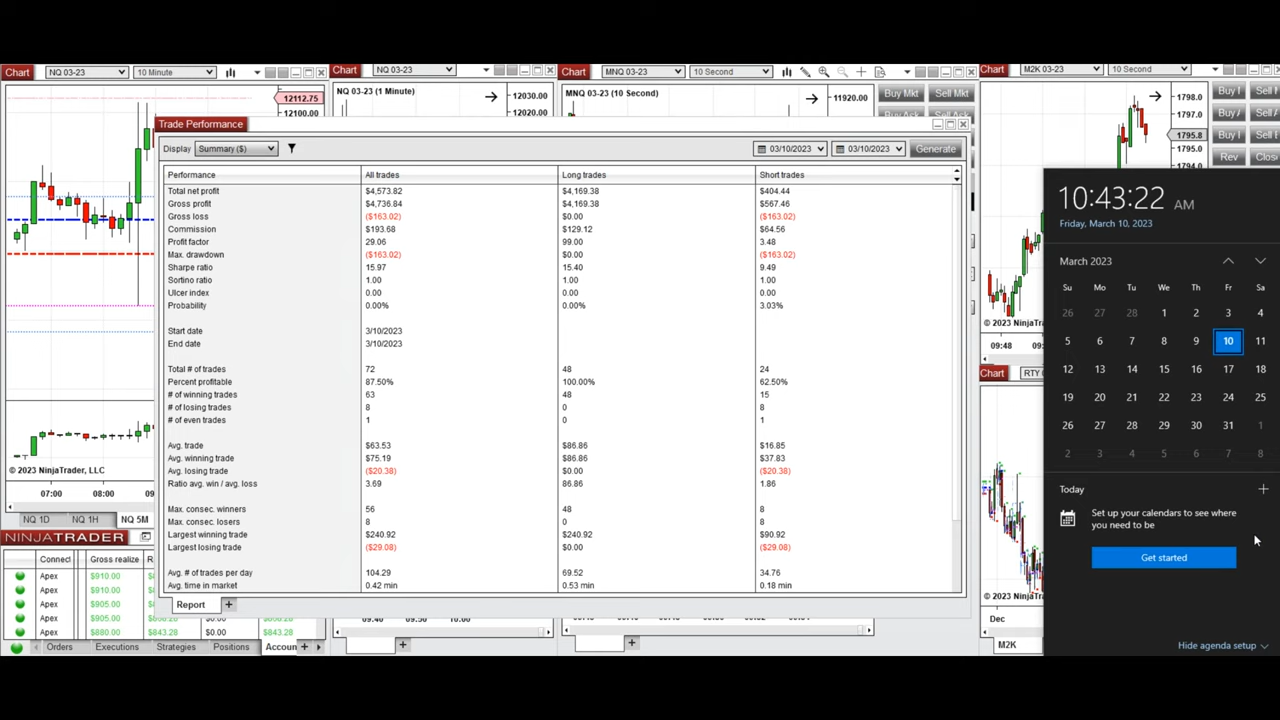 Chart NQ 03-23 10 Minute
12112.75
12100.00
07:00 08:00
© 2023 NinjaTrader, LLC
NQ 1D NQ 1H NQ 5M
Chart NQ 03-23
NQ 03-23 (1 Minute)
12030.00
12020.00
Chart MNQ 03-23 10 Second
MNQ 03-23 (10 Second)
11920.00
Buy Mkt Sell Mkt
Trade Performance
Display Summary ($) 03/10/2023 03/10/2023 Generate
Performance All trades Long trades Short trades
Total net profit $4,573.82 $4,169.38 $404.44
Gross profit $4,736.84 $4,169.38 $567.46
Gross loss ($163.02) $0.00 ($163.02)
Commission $193.68 $129.12 $64.56
Profit factor 29.06 99.00 3.48
Max. drawdown ($163.02) $0.00 ($163.02)
Sharpe ratio 15.97 15.40 9.49
Sortino ratio 1.00 1.00 1.00
Ulcer index 0.00 0.00 0.00
Probability 0.00% 0.00% 3.03%
Start date 3/10/2023
End date 3/10/2023
Total # of trades 72 48 24
Percent profitable 87.50% 100.00% 62.50%
# of winning trades 63 48 15
# of losing trades 8 0 8
# of even trades 1 0 1
Avg. trade $63.53 $86.86 $16.85
Avg. winning trade $75.19 $86.86 $37.83
Avg. losing trade ($20.38) $0.00 ($20.38)
Ratio avg. win / avg. loss 3.69 86.86 1.86
Max. consec. winners 56 48 8
Max. consec. losers 8 0 8
Largest winning trade $240.92 $240.92 $90.92
Largest losing trade ($29.08) $0.00 ($29.08)
Avg. # of trades per day 104.29 69.52 34.76
Avg. time in market 0.42 min 0.53 min 0.18 min
Report +
NINJATRADER
Connect Gross realize
Apex $910.00
Apex $910.00
Apex $905.00
Apex $905.00
Apex $880.00 $843.28 $0.00 $843.28
Orders Executions Strategies Positions Accoun +
Chart M2K 03-23 10 Second
1798.0
1795.8
1795.0
1794.0
Buy I Sell
Buy / Sell
Buy I Sell
Rev Close
© 2023 NinjaTra
09:48
Chart RTY
© 2023 NinjaTra
Dec
M2K
10:43:22 AM
Friday, March 10, 2023
March 2023
Su Mo Tu We Th Fr Sa
26 27 28 1 2 3 4
5 6 7 8 9 10 11
12 13 14 15 16 17 18
19 20 21 22 23 24 25
26 27 28 29 30 31 1
2 3 4 5 6 7 8
Today
Set up your calendars to see where
you need to be
Get started
Hide agenda setup